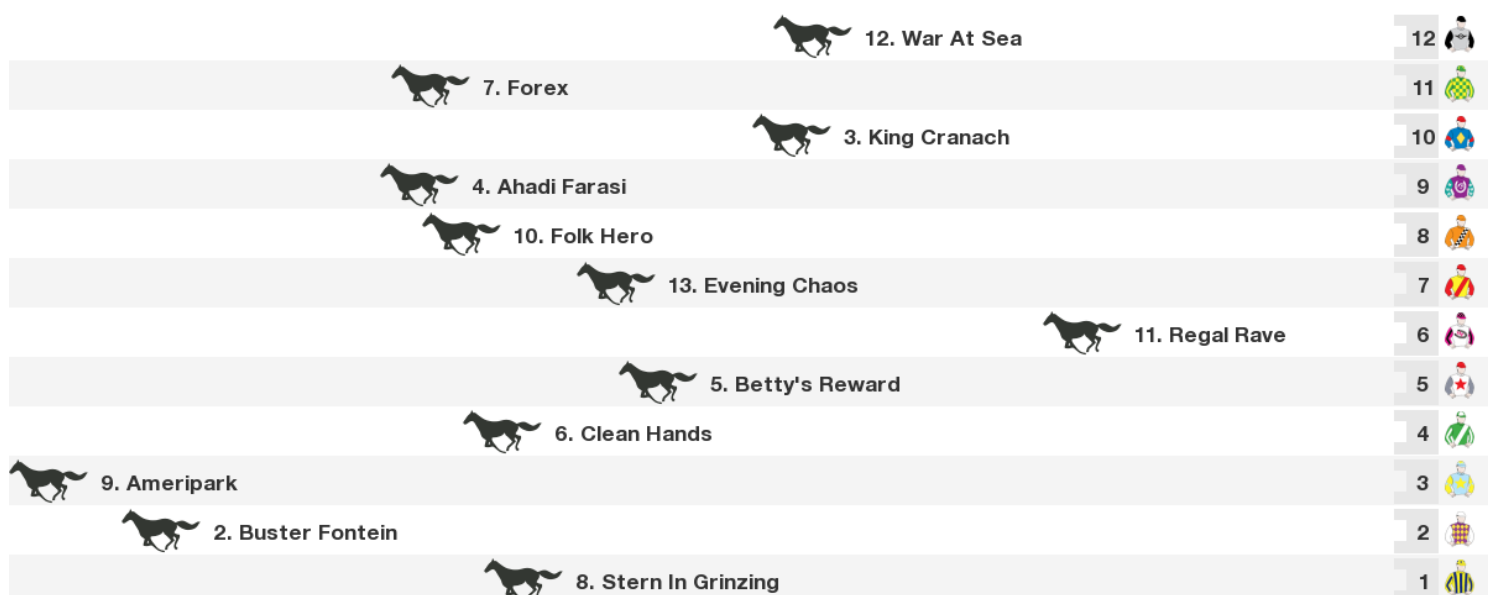 12. War At Sea 12
7. Forex 11
3. King Cranach 10
4. Ahadi Farasi 9
10. Folk Hero 8
13. Evening Chaos 7
11. Regal Rave 6
5. Betty's Reward 5
6. Clean Hands 4
9. Ameripark 3
2. Buster Fontein 2
8. Stern In Grinzing 1